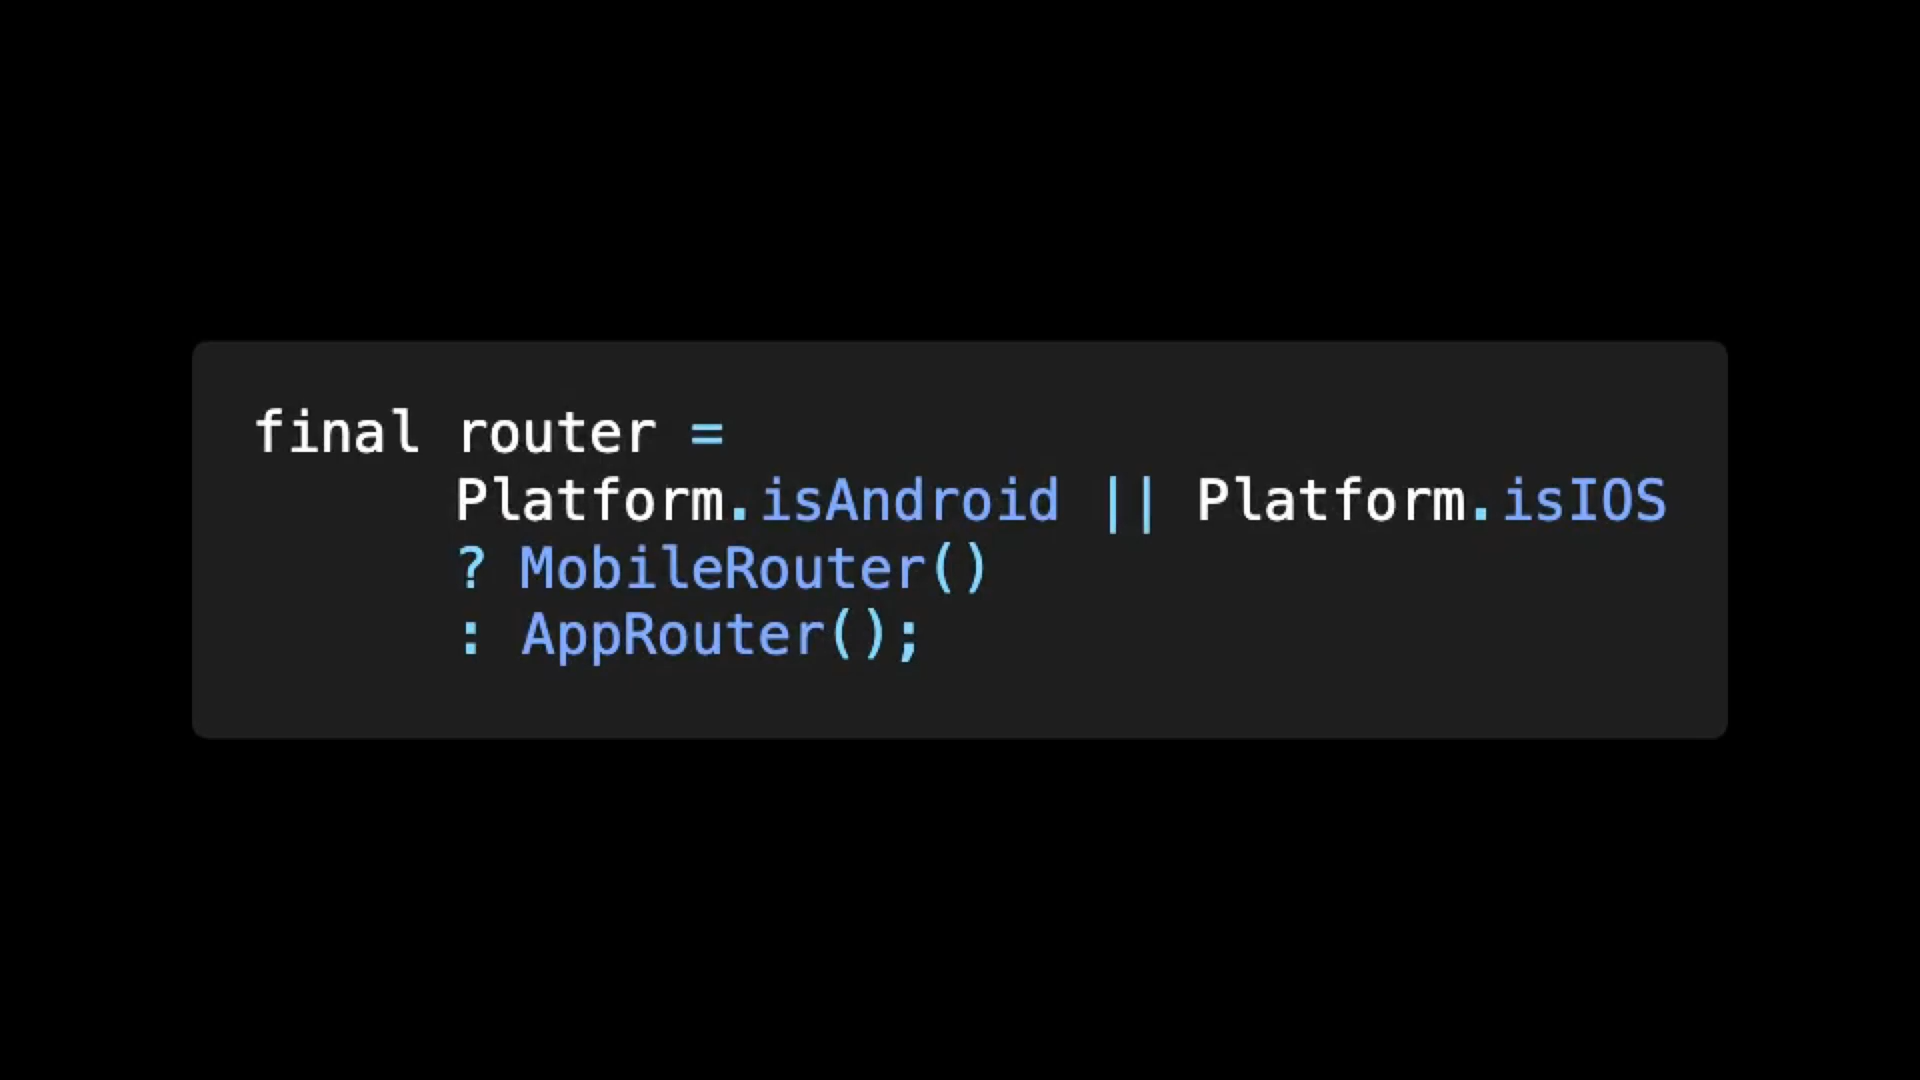 final router =
Platform.isAndroid || Platform.isIOS
? MobileRouter()
: AppRouter();